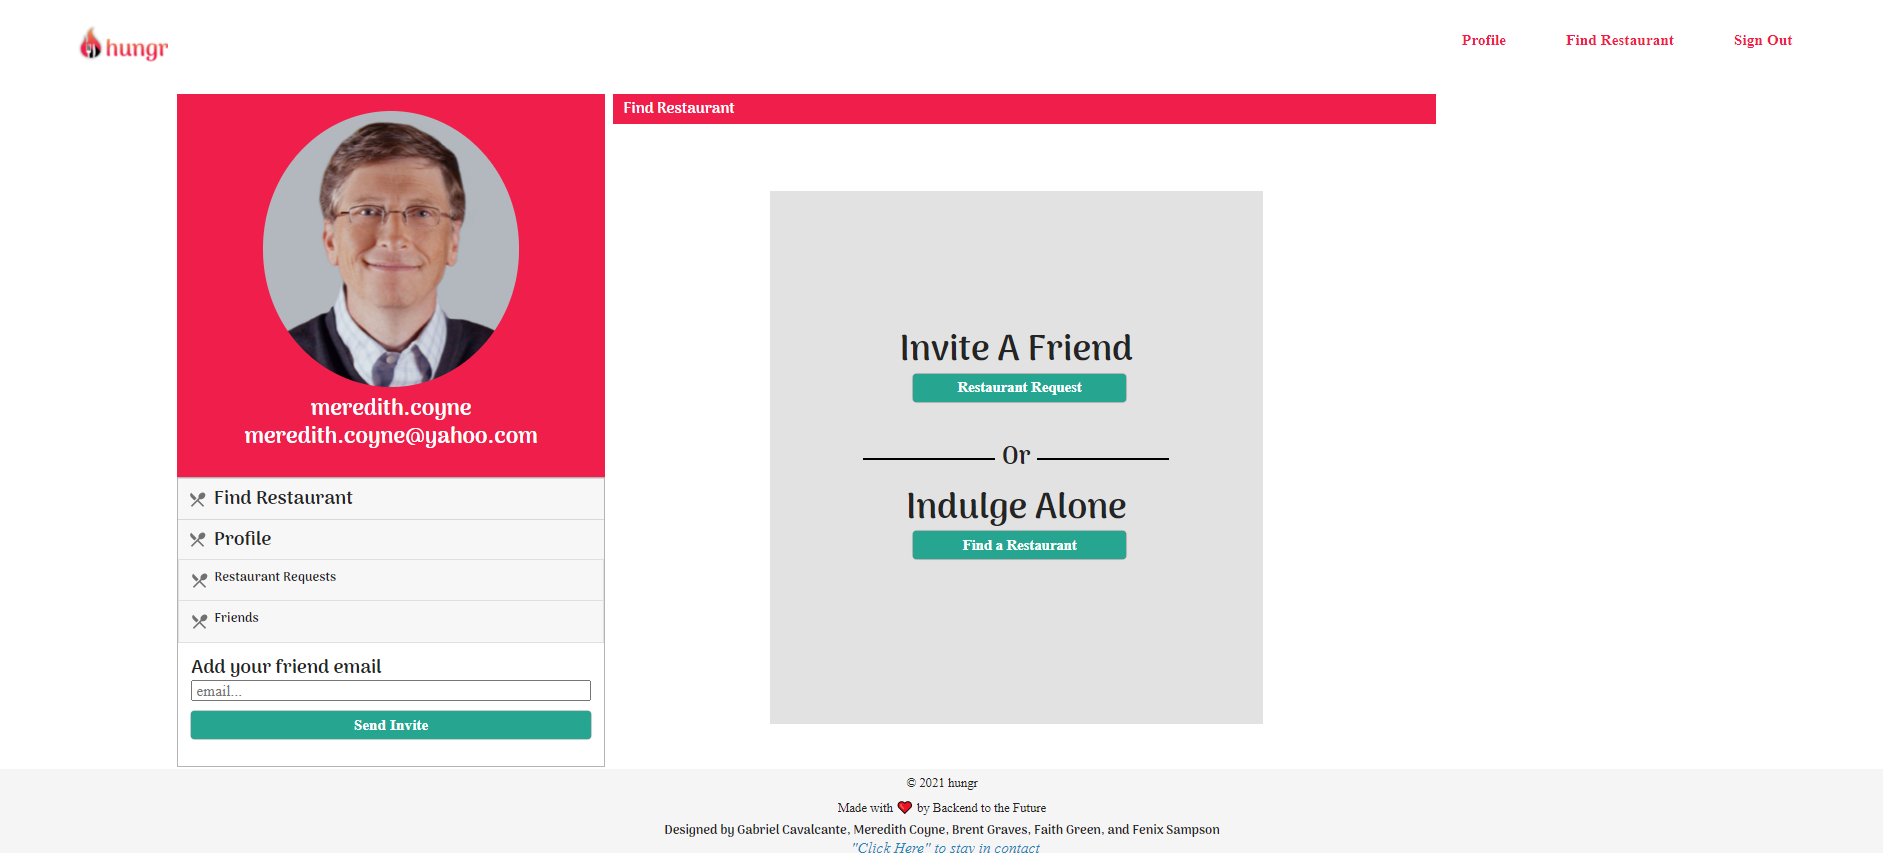 hungr
Profile
Find Restaurant
Sign Out
meredith.coyne
meredith.coyne@yahoo.com
Find Restaurant
Profile
Restaurant Requests
Friends
Add your friend email
email...
Send Invite
Find Restaurant
Invite A Friend
Restaurant Request
Or
Indulge Alone
Find a Restaurant
© 2021 hungr
Made with ❤ by Backend to the Future
Designed by Gabriel Cavalcante, Meredith Coyne, Brent Graves, Faith Green, and Fenix Sampson
"Click Here" to stay in contact